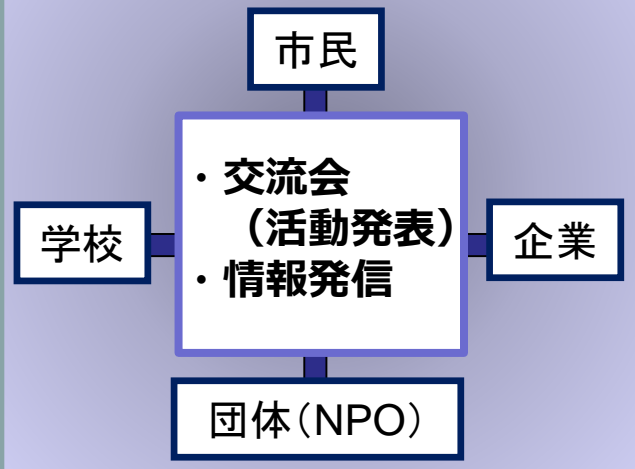 市民
・交流会
（活動発表）
・情報発信
学校
企業
団体（NPO）